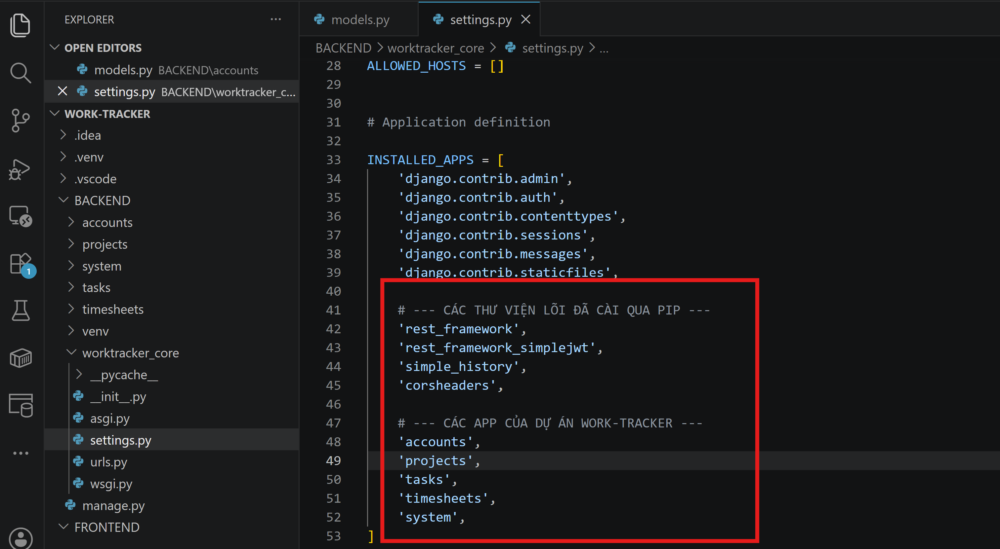 EXPLORER
OPEN EDITORS
models.py BACKEND\accounts
settings.py BACKEND\worktracker_c...
WORK-TRACKER
.idea
.venv
.vscode
BACKEND
accounts
projects
system
tasks
timesheets
venv
worktracker_core
__pycache__
__init__.py
asgi.py
settings.py
urls.py
wsgi.py
manage.py
FRONTEND
1
models.py
settings.py
BACKEND > worktracker_core > settings.py > ...
28 ALLOWED_HOSTS = []
29
30
31 # Application definition
32
33 INSTALLED_APPS = [
34 'django.contrib.admin',
35 'django.contrib.auth',
36 'django.contrib.contenttypes',
37 'django.contrib.sessions',
38 'django.contrib.messages',
39 'django.contrib.staticfiles',
40
41 # --- CÁC THƯ VIỆN LÕI ĐÃ CÀI QUA PIP ---
42 'rest_framework',
43 'rest_framework_simplejwt',
44 'simple_history',
45 'corsheaders',
46
47 # --- CÁC APP CỦA DỰ ÁN WORK-TRACKER ---
48 'accounts',
49 'projects',
50 'tasks',
51 'timesheets',
52 'system',
53 ]